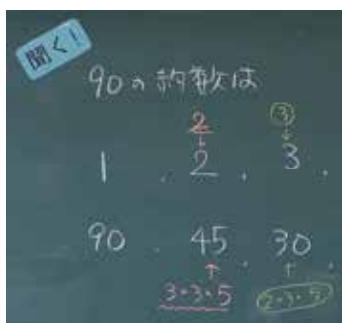 聞く!
90の約数は
2 ③
↓ ↓
1 , 2 , 3 ,
90 , 45 , 30 ,
↑ ↑
3・3・5 2・3・5